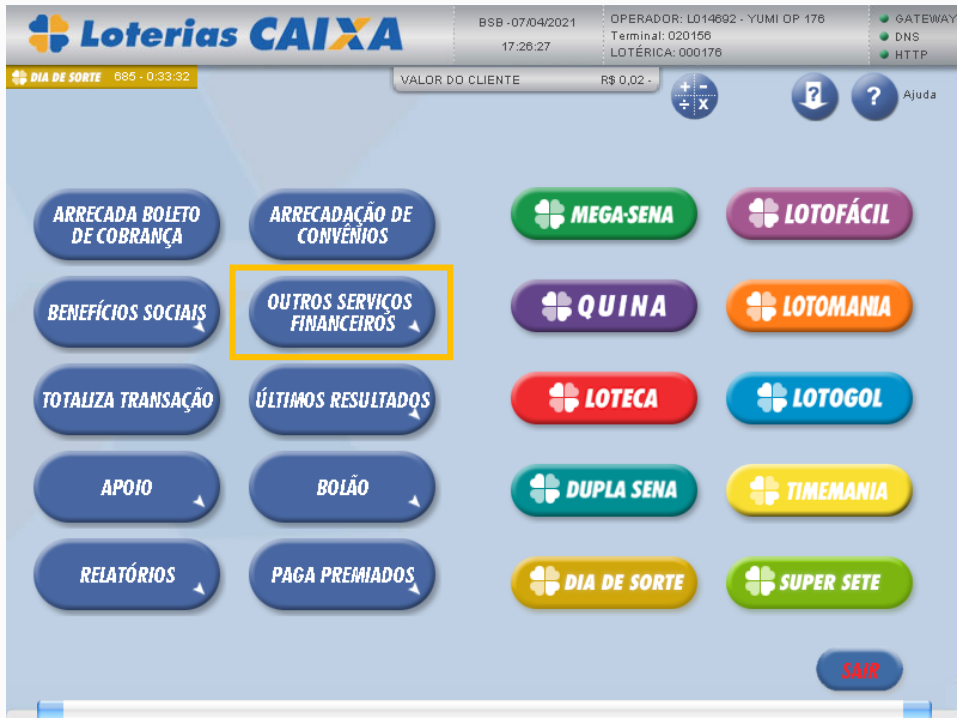 Loterias CAIXA
BSB - 07/04/2021
17:26:27
OPERADOR: L014692 - YUMI OP 176
Terminal: 020156
LOTÉRICA: 000176
GATEWAY
DNS
HTTP
DIA DE SORTE 685 - 0:33:32
VALOR DO CLIENTE R$ 0,02 -
Ajuda
ARRECADA BOLETO
DE COBRANÇA
ARRECADAÇÃO DE
CONVÊNIOS
MEGA-SENA
LOTOFÁCIL
BENEFÍCIOS SOCIAIS
OUTROS SERVIÇOS
FINANCEIROS
QUINA
LOTOMANIA
TOTALIZA TRANSAÇÃO
ÚLTIMOS RESULTADOS
LOTECA
LOTOGOL
APOIO
BOLÃO
DUPLA SENA
TIMEMANIA
RELATÓRIOS
PAGA PREMIADOS
DIA DE SORTE
SUPER SETE
SAIR